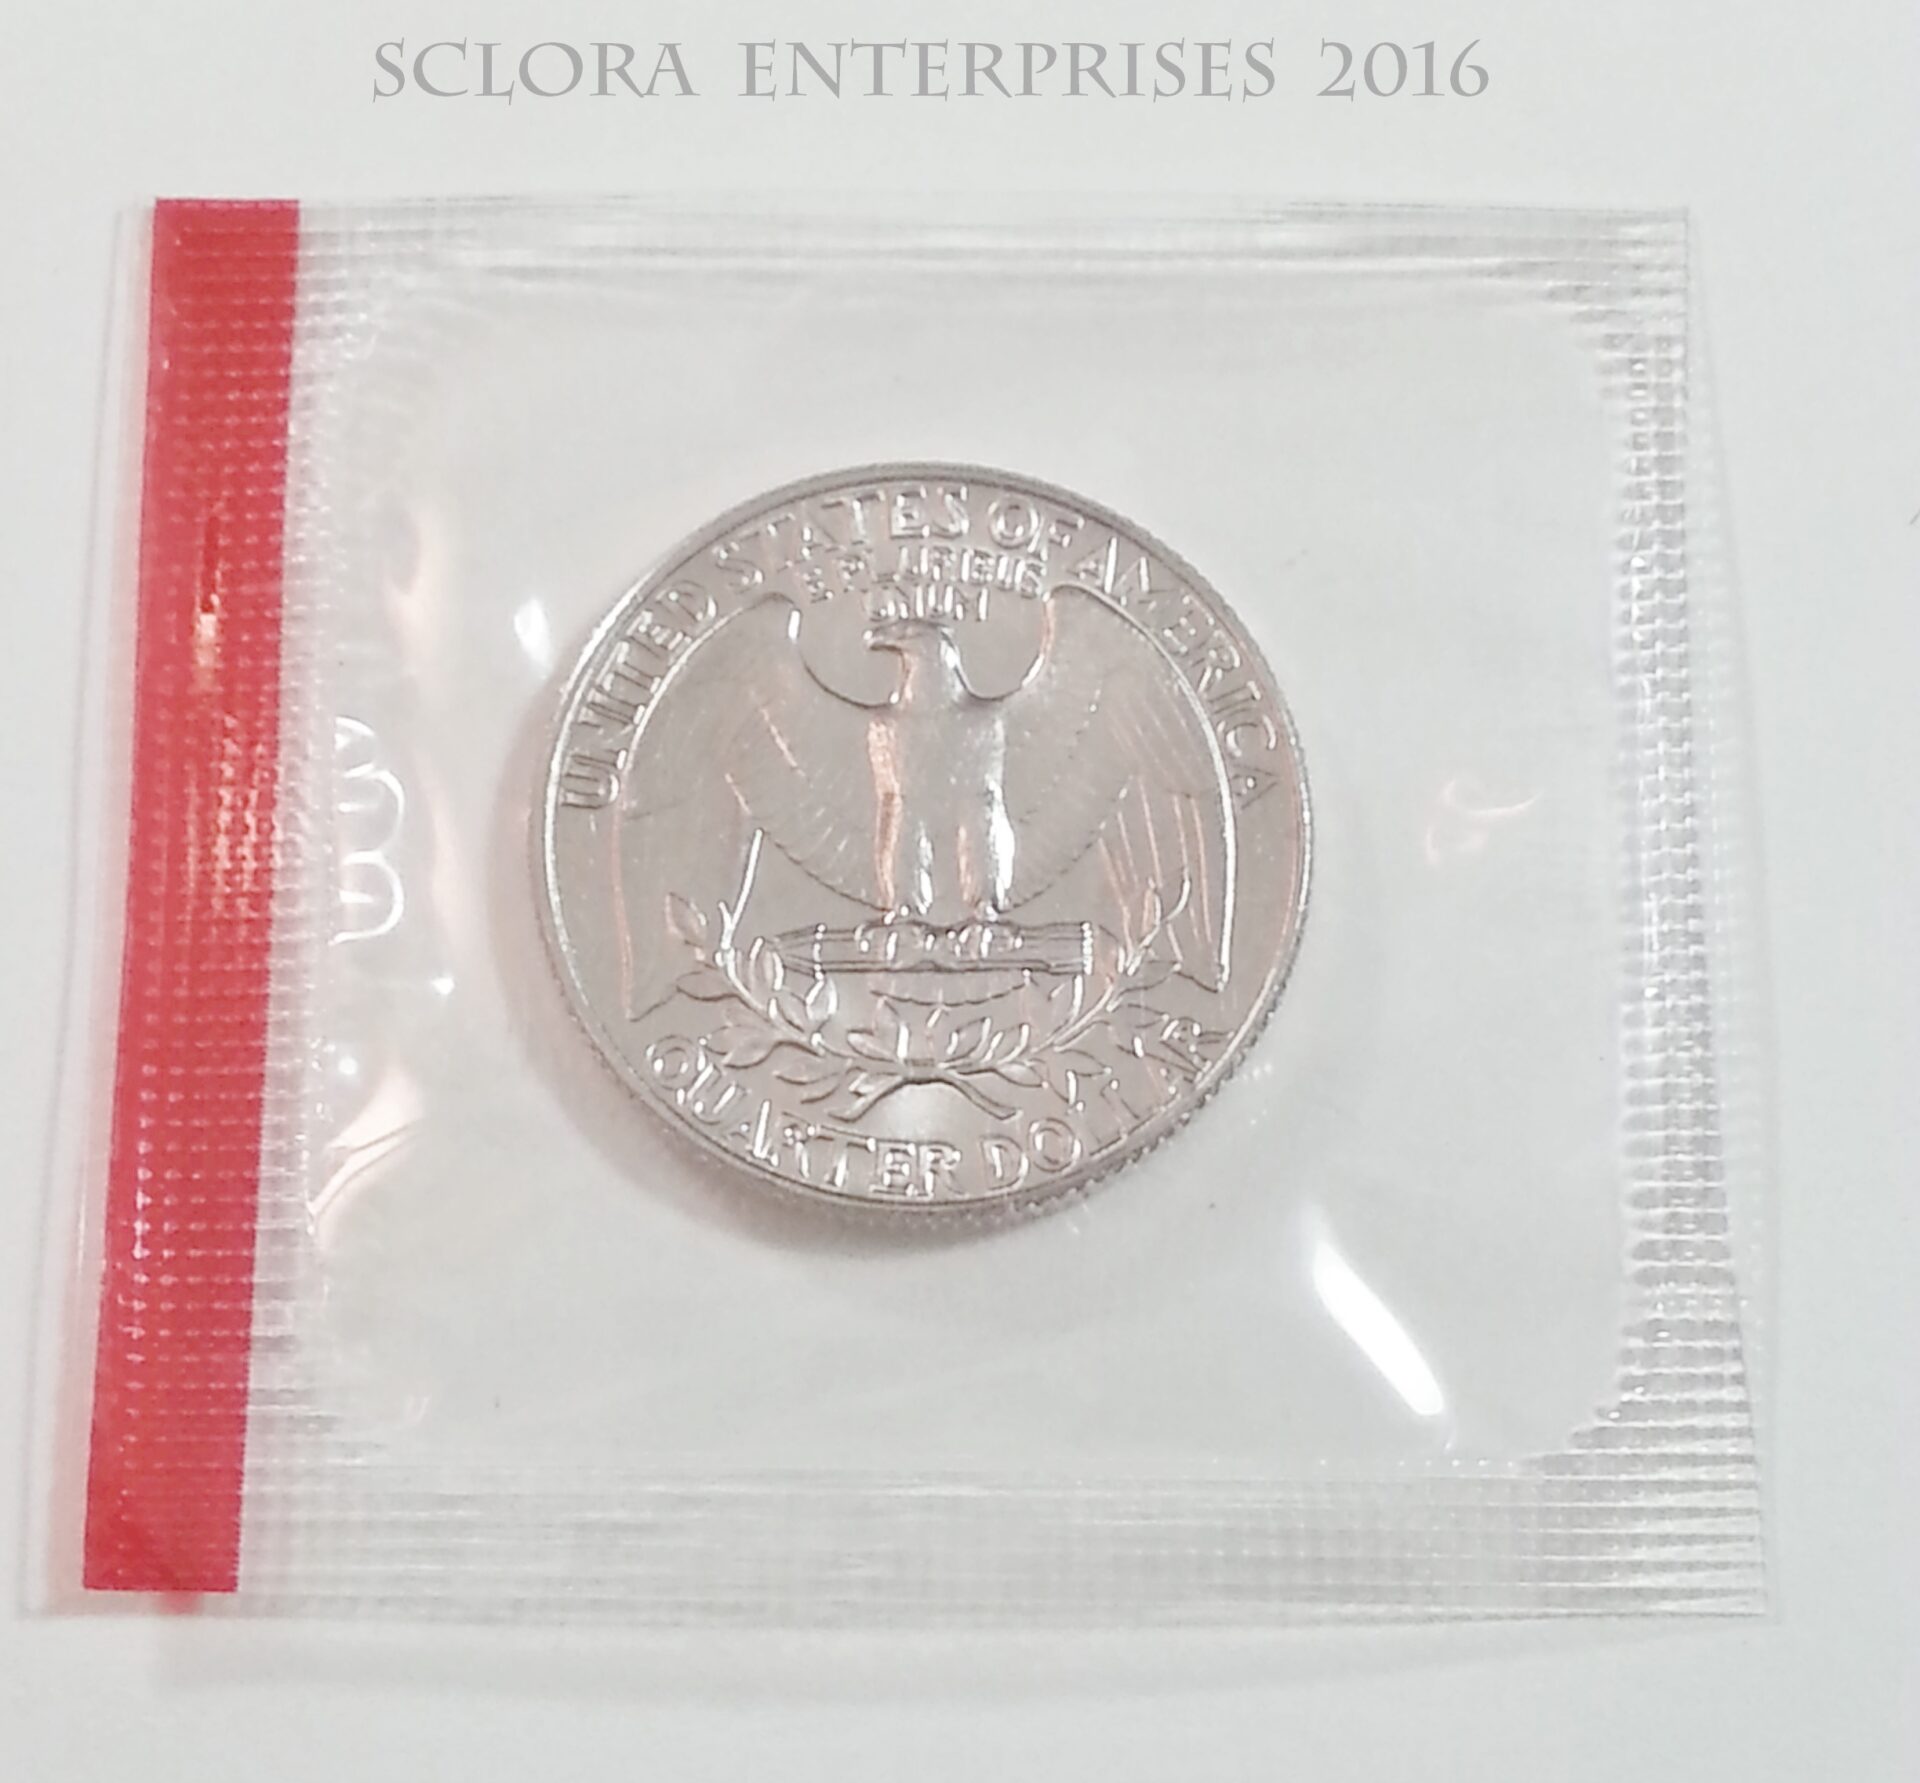 SCLORA ENTERPRISES 2016
UNITED STATES OF AMERICA
E PLURIBUS
UNUM
QUARTER DOLLAR